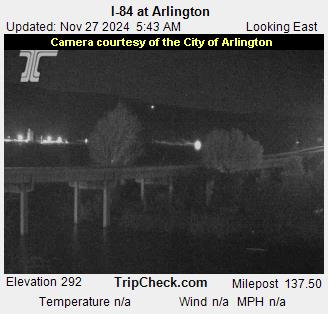 I-84 at Arlington
Updated: Nov 27 2024 5:43 AM Looking East
Camera courtesy of the City of Arlington
Elevation 292 TripCheck.com Milepost 137.50
Temperature n/a Wind n/a MPH n/a